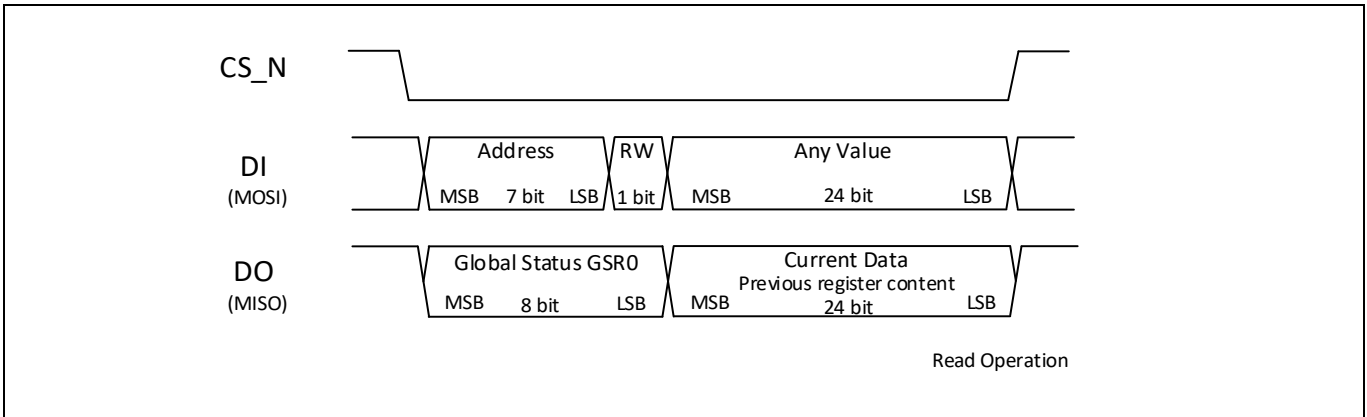 CS_N
DI
(MOSI)
Address
RW
Any Value
MSB 7 bit LSB
1 bit
MSB 24 bit LSB
DO
(MISO)
Global Status GSR0
MSB 8 bit LSB
Current Data
Previous register content
MSB 24 bit LSB
Read Operation